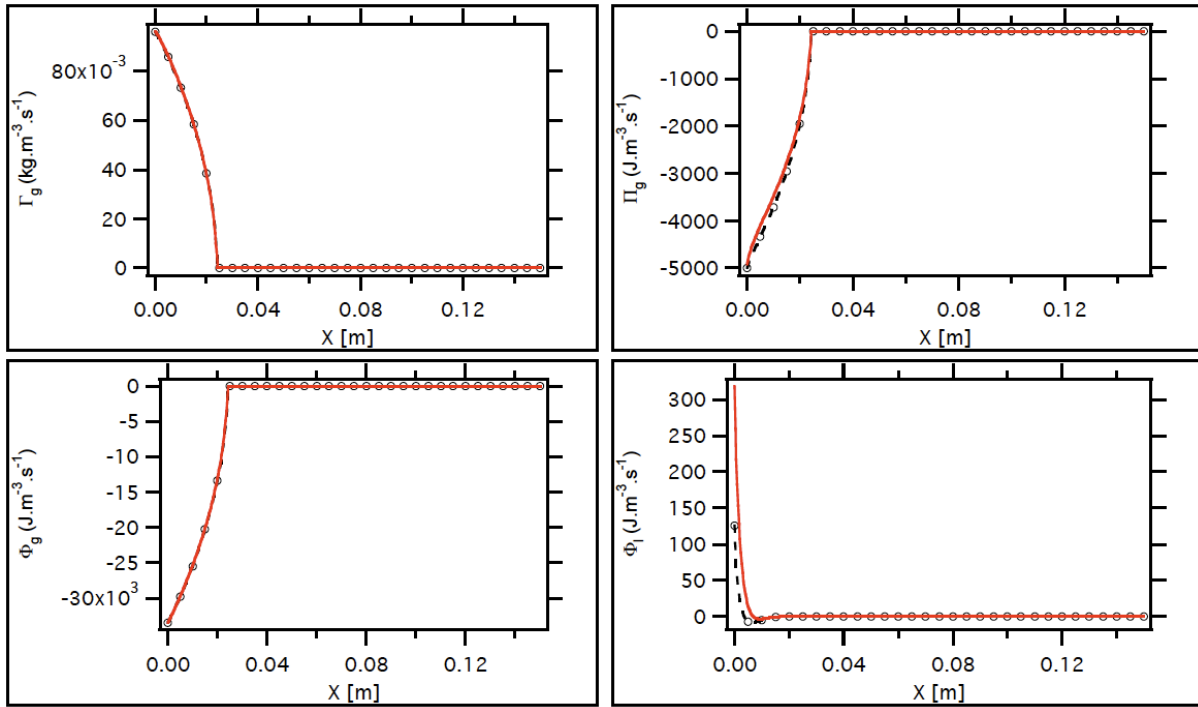 Γg (kg.m-3.s-1)
80x10-3
60
40
20
0
0.00 0.04 0.08 0.12
X [m]
Πg (J.m-3.s-1)
0
-1000
-2000
-3000
-4000
-5000
0.00 0.04 0.08 0.12
X [m]
Φg (J.m-3.s-1)
0
-5
-10
-15
-20
-25
-30x103
0.00 0.04 0.08 0.12
X [m]
Φl (J.m-3.s-1)
300
250
200
150
100
50
0
0.00 0.04 0.08 0.12
X [m]